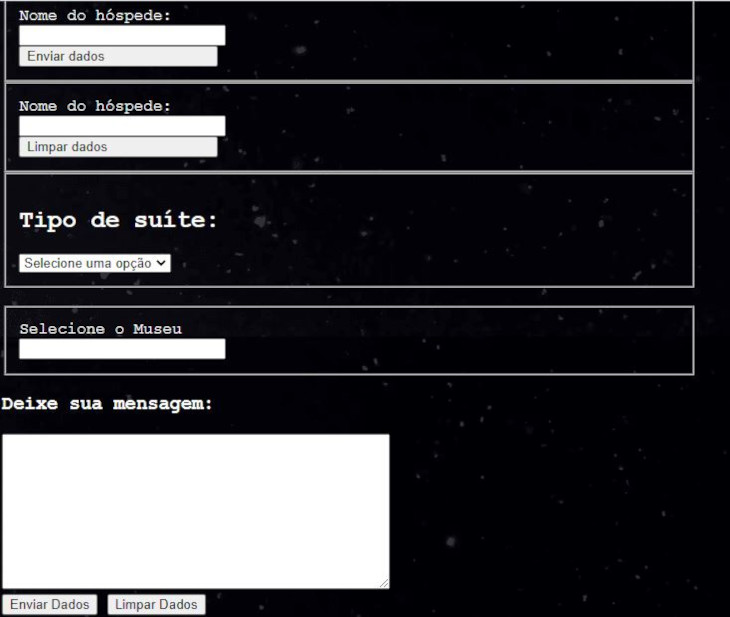 Nome do hóspede:
Enviar dados
Nome do hóspede:
Limpar dados
Tipo de suíte:
Selecione uma opção
Selecione o Museu
Deixe sua mensagem:
Enviar Dados Limpar Dados